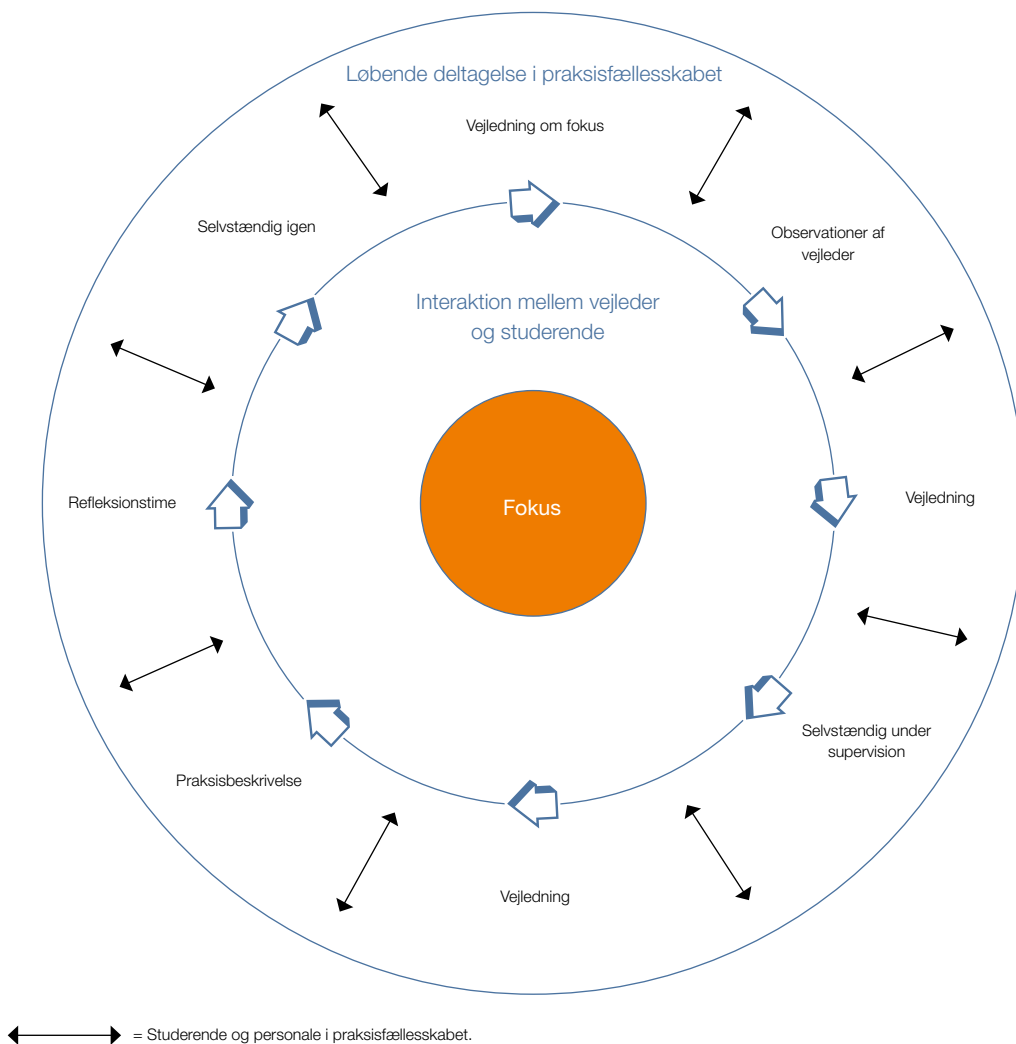 Løbende deltagelse i praksisfællesskabet
Vejledning om fokus
Selvstændig igen
Observationer af
vejleder
Interaktion mellem vejleder
og studerende
Refleksionstime
Fokus
Vejledning
Selvstændig under
supervision
Praksisbeskrivelse
Vejledning
= Studerende og personale i praksisfællesskabet.